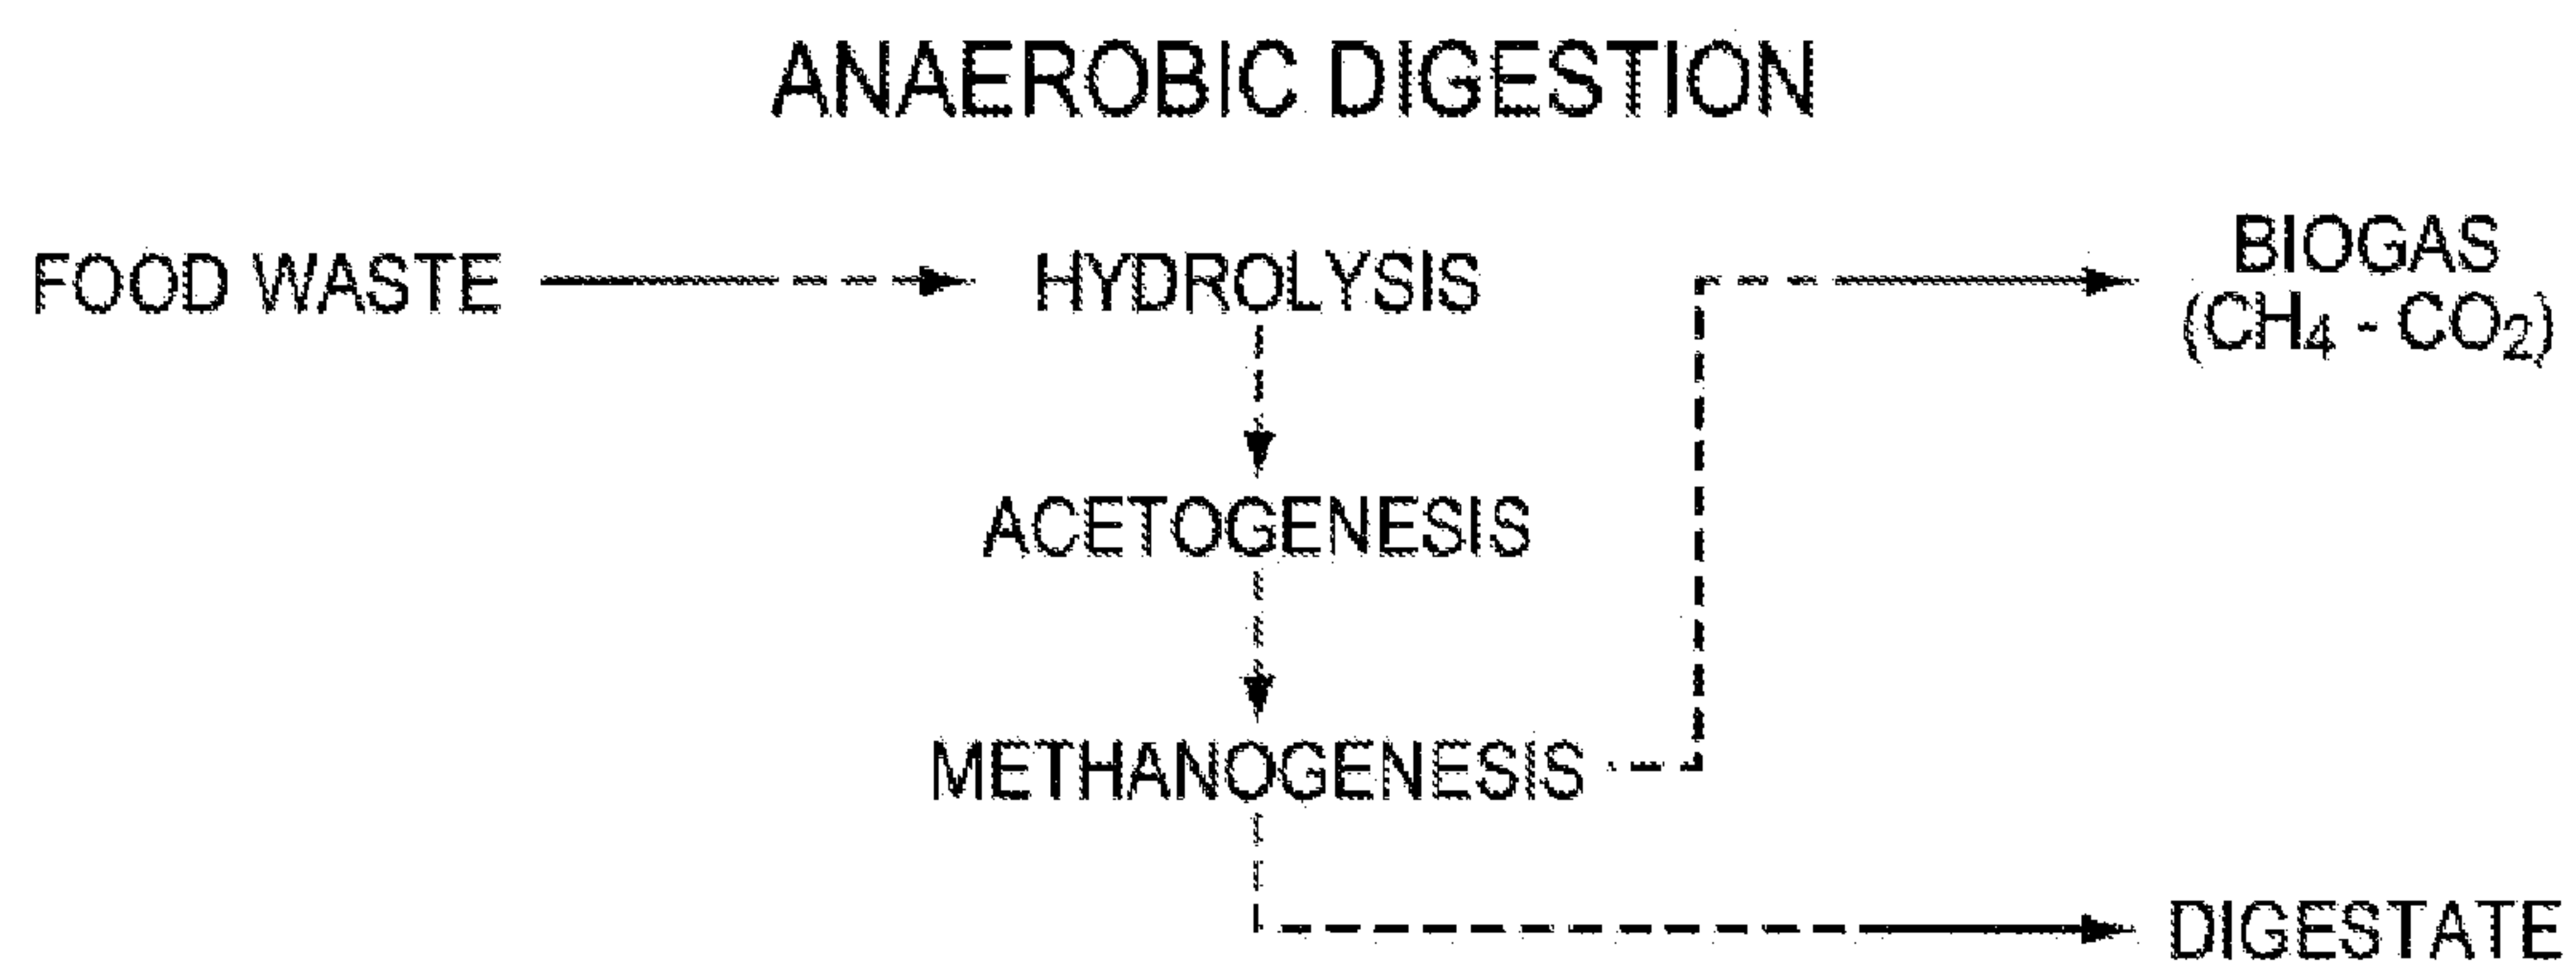 ANAEROBIC DIGESTION
FOOD WASTE
HYDROLYSIS
BIOGAS
(CH₄ - CO₂)
ACETOGENESIS
METHANOGENESIS
DIGESTATE